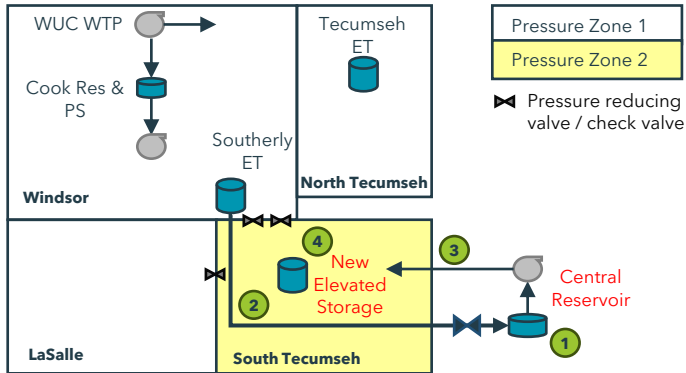 WUC WTP
Cook Res &
PS
Southerly
ET
Windsor
Tecumseh
ET
North Tecumseh
Pressure Zone 1
Pressure Zone 2
Pressure reducing
valve / check valve
4
New
Elevated
Storage
3
Central
Reservoir
2
1
LaSalle
South Tecumseh